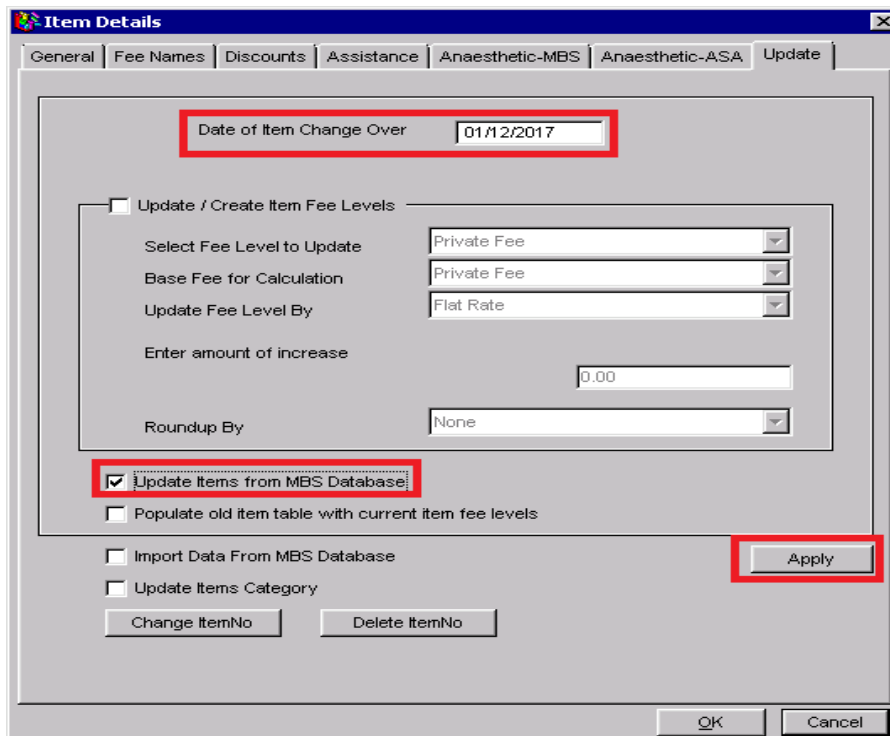 Item Details
General Fee Names Discounts Assistance Anaesthetic-MBS Anaesthetic-ASA Update
Date of Item Change Over 01/12/2017
Update / Create Item Fee Levels
Select Fee Level to Update Private Fee
Base Fee for Calculation Private Fee
Update Fee Level By Flat Rate
Enter amount of increase
0.00
Roundup By None
Update Items from MBS Database
Populate old item table with current item fee levels
Import Data From MBS Database
Apply
Update Items Category
Change ItemNo Delete ItemNo
OK Cancel